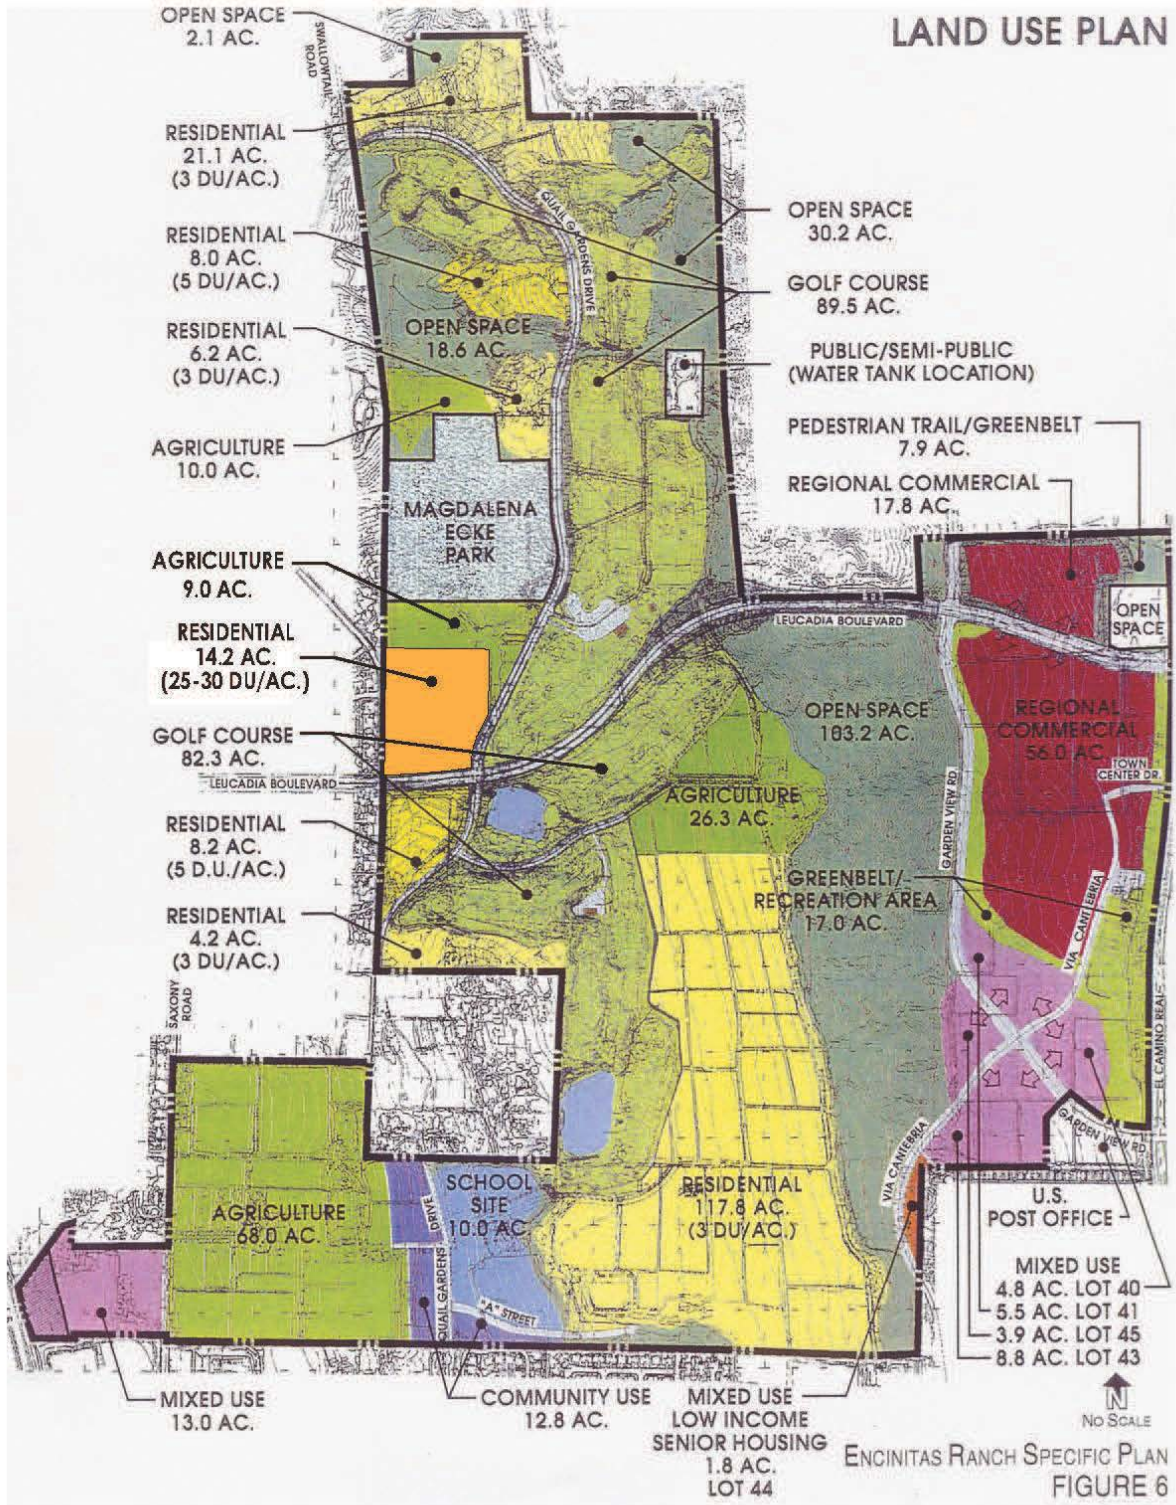 LAND USE PLAN
OPEN SPACE
2.1 AC.
SWALLOWTAIL
ROAD
RESIDENTIAL
21.1 AC.
(3 DU/AC.)
QUAIL GARDENS DRIVE
OPEN SPACE
30.2 AC.
RESIDENTIAL
8.0 AC.
(5 DU/AC.)
GOLF COURSE
89.5 AC.
OPEN SPACE
18.6 AC.
RESIDENTIAL
6.2 AC.
(3 DU/AC.)
PUBLIC/SEMI-PUBLIC
(WATER TANK LOCATION)
AGRICULTURE
10.0 AC.
PEDESTRIAN TRAIL/GREENBELT
7.9 AC.
REGIONAL COMMERCIAL
17.8 AC.
MAGDALENA
ECKE
PARK
AGRICULTURE
9.0 AC.
OPEN
SPACE
LEUCADIA BOULEVARD
RESIDENTIAL
14.2 AC.
(25-30 DU/AC.)
OPEN SPACE
103.2 AC.
REGIONAL
COMMERCIAL
56.0 AC.
GOLF COURSE
82.3 AC.
LEUCADIA BOULEVARD
TOWN
CENTER DR.
GARDEN VIEW RD
AGRICULTURE
26.3 AC.
RESIDENTIAL
8.2 AC.
(5 D.U./AC.)
GREENBELT/
RECREATION AREA
17.0 AC.
VIA CANTEBRIA
RESIDENTIAL
4.2 AC.
(3 DU/AC.)
SAXONY
ROAD
EL CAMINO REAL
GARDEN VIEW RD
VIA CANTEBRIA
AGRICULTURE
68.0 AC.
DRIVE
QUAIL GARDENS
SCHOOL
SITE
10.0 AC.
"A" STREET
RESIDENTIAL
117.8 AC.
(3 DU/AC.)
U.S.
POST OFFICE
MIXED USE
4.8 AC. LOT 40
5.5 AC. LOT 41
3.9 AC. LOT 45
8.8 AC. LOT 43
MIXED USE
13.0 AC.
COMMUNITY USE
12.8 AC.
MIXED USE
LOW INCOME
SENIOR HOUSING
1.8 AC.
LOT 44
N
NO SCALE
ENCINITAS RANCH SPECIFIC PLAN
FIGURE 6